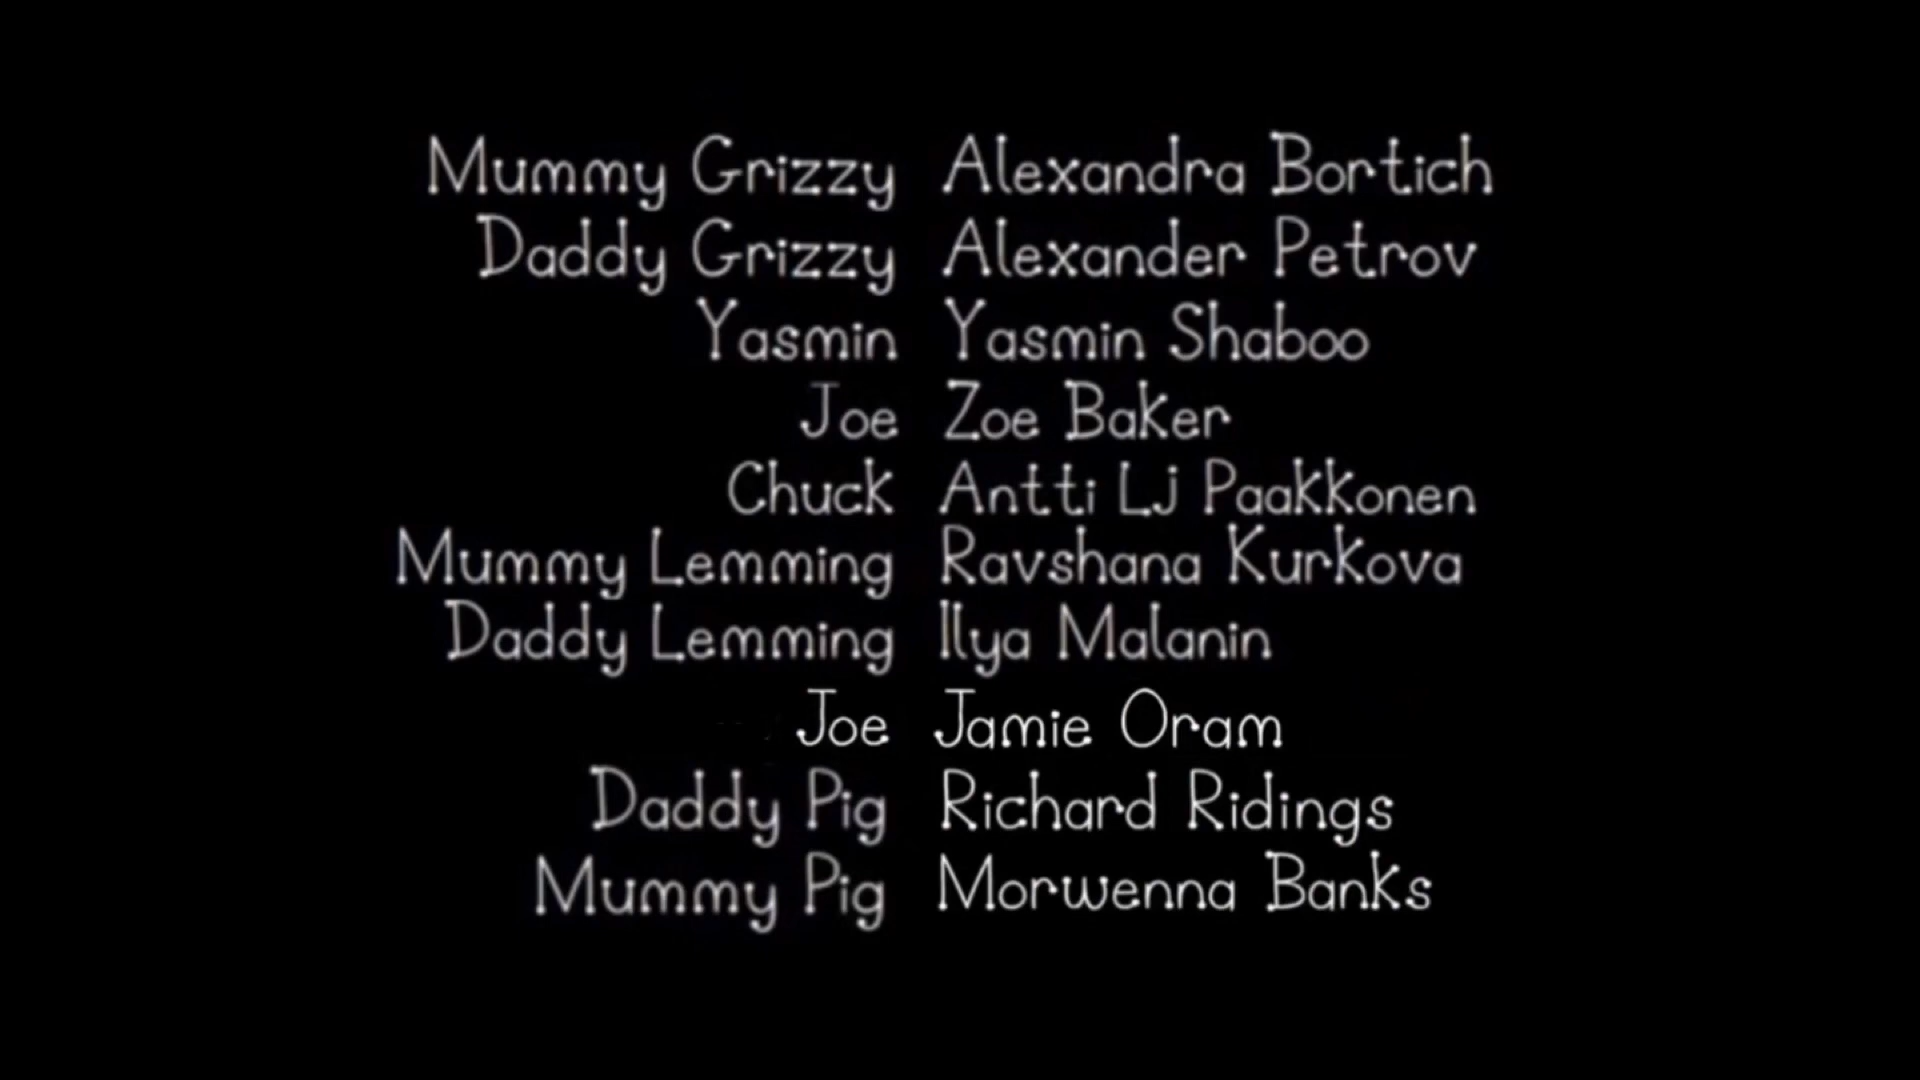 Mummy Grizzy Alexandra Bortich
Daddy Grizzy Alexander Petrov
Yasmin Yasmin Shaboo
Joe Zoe Baker
Chuck Antti Lj Paakkonen
Mummy Lemming Ravshana Kurkova
Daddy Lemming Ilya Malanin
Joe Jamie Oram
Daddy Pig Richard Ridings
Mummy Pig Morwenna Banks